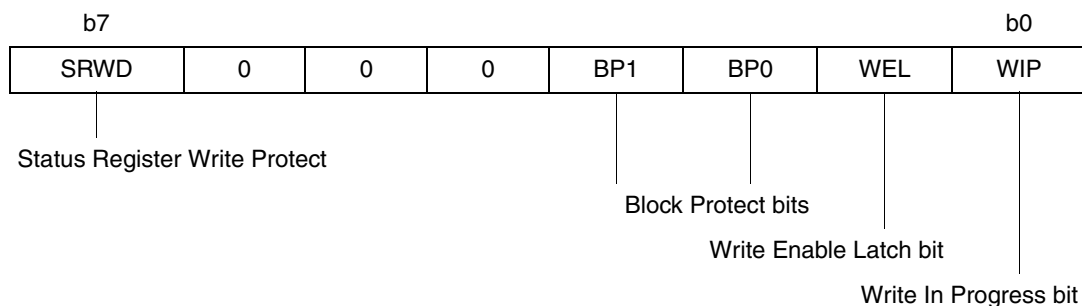 b7 b0
SRWD 0 0 0 BP1 BP0 WEL WIP
Status Register Write Protect
Block Protect bits
Write Enable Latch bit
Write In Progress bit